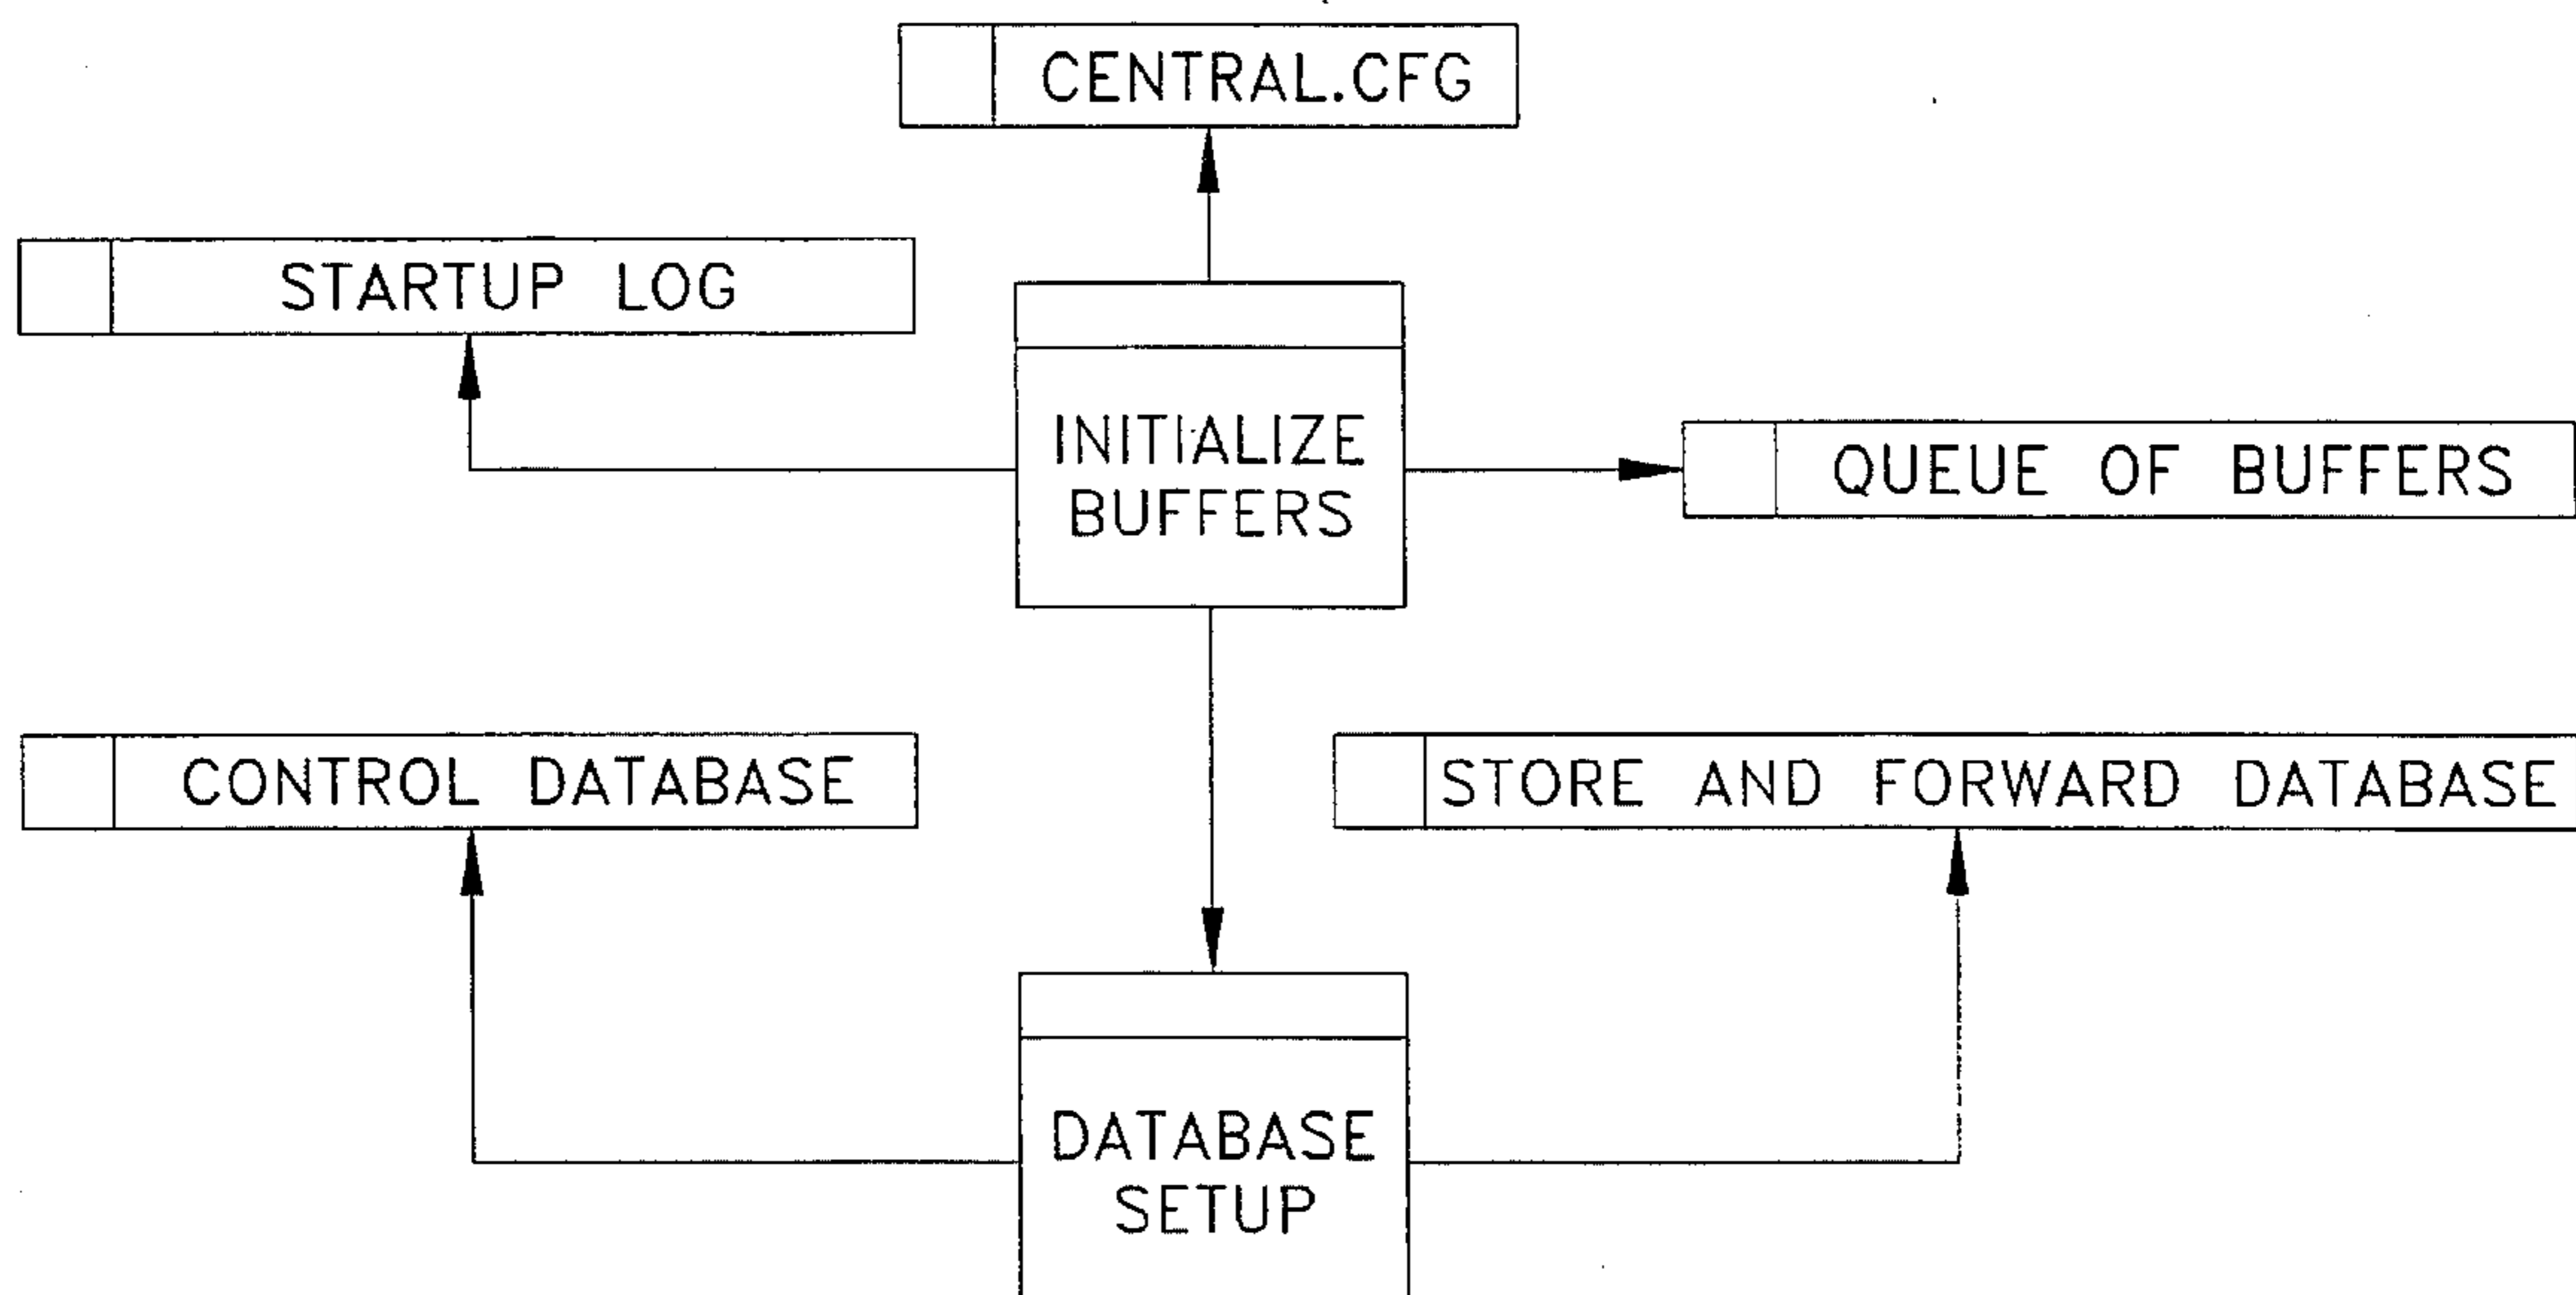 CENTRAL.CFG
STARTUP LOG
INITIALIZE
BUFFERS
QUEUE OF BUFFERS
CONTROL DATABASE
STORE AND FORWARD DATABASE
DATABASE
SETUP